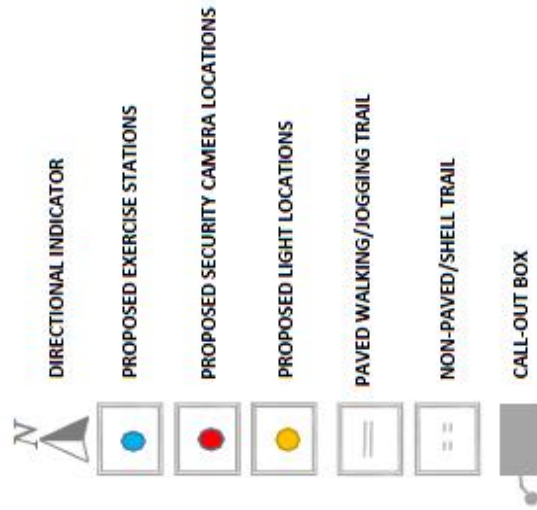 N
DIRECTIONAL INDICATOR
PROPOSED EXERCISE STATIONS
PROPOSED SECURITY CAMERA LOCATIONS
PROPOSED LIGHT LOCATIONS
PAVED WALKING/JOGGING TRAIL
NON-PAVED/SHELL TRAIL
CALL-OUT BOX